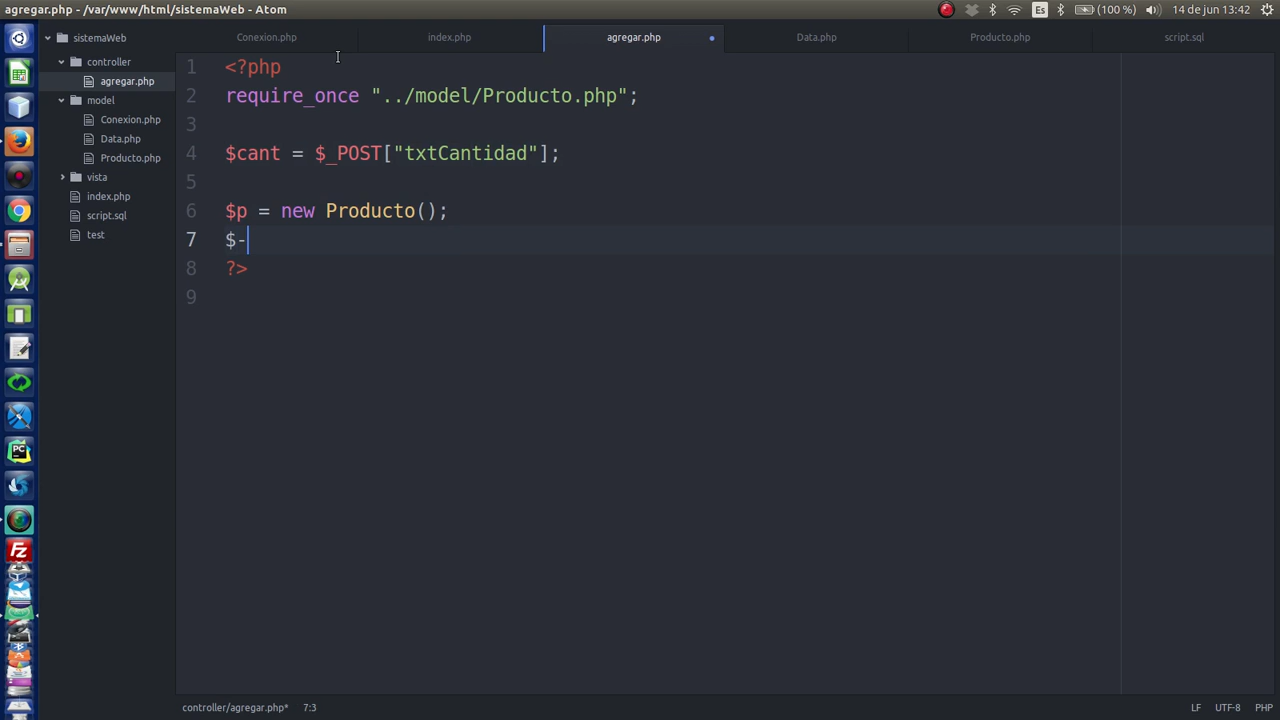 agregar.php - /var/www/html/sistemaWeb - Atom
Es
(100 %)
14 de jun 13:42
sistemaWeb
controller
agregar.php
model
Conexion.php
Data.php
Producto.php
vista
index.php
script.sql
test
Conexion.php
index.php
agregar.php
Data.php
Producto.php
script.sql
1 <?php
2 require_once "../model/Producto.php";
3
4 $cant = $_POST["txtCantidad"];
5
6 $p = new Producto();
7 $-
8 ?>
9
PC
FZ
controller/agregar.php*
7:3
LF
UTF-8
PHP